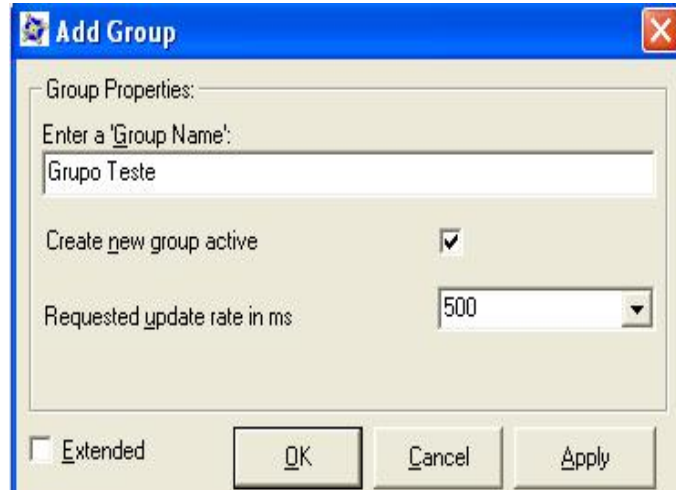 Add Group
Group Properties:
Enter a 'Group Name':
Grupo Teste
Create new group active
Requested update rate in ms
500
Extended
OK
Cancel
Apply